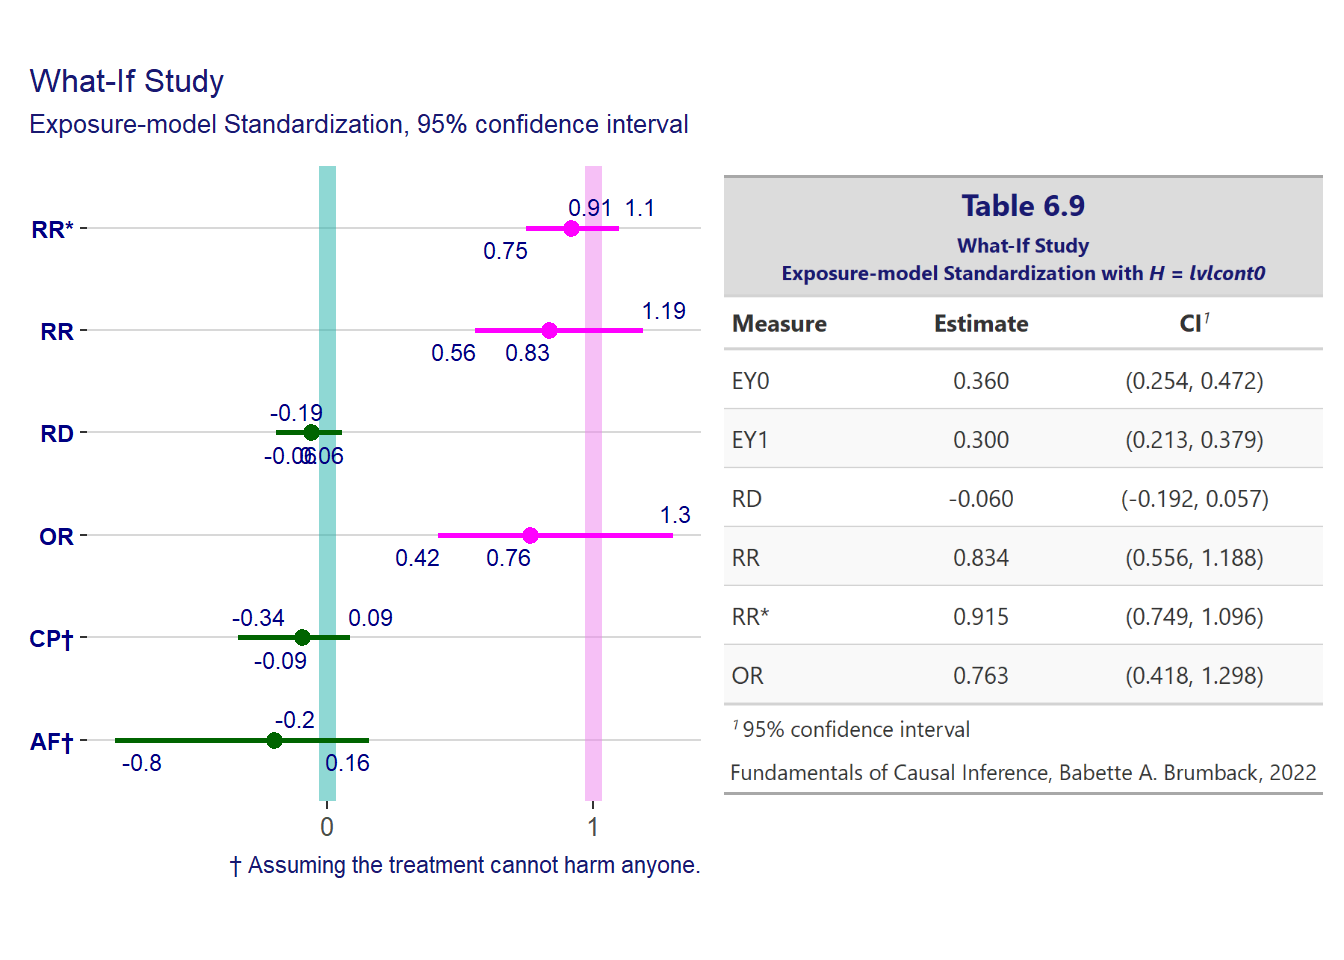 What-If Study
Exposure-model Standardization, 95% confidence interval
RR*
0.91 1.1
0.75
RR
1.19
0.56 0.83
RD
-0.19
-0.06 0.06
OR
1.3
0.42 0.76
CP†
-0.34 0.09
-0.09
AF†
-0.2
-0.8 0.16
0 1
† Assuming the treatment cannot harm anyone.
Table 6.9
What-If Study
Exposure-model Standardization with H = lvlcont0
Measure Estimate CI¹
EY0 0.360 (0.254, 0.472)
EY1 0.300 (0.213, 0.379)
RD -0.060 (-0.192, 0.057)
RR 0.834 (0.556, 1.188)
RR* 0.915 (0.749, 1.096)
OR 0.763 (0.418, 1.298)
¹ 95% confidence interval
Fundamentals of Causal Inference, Babette A. Brumback, 2022